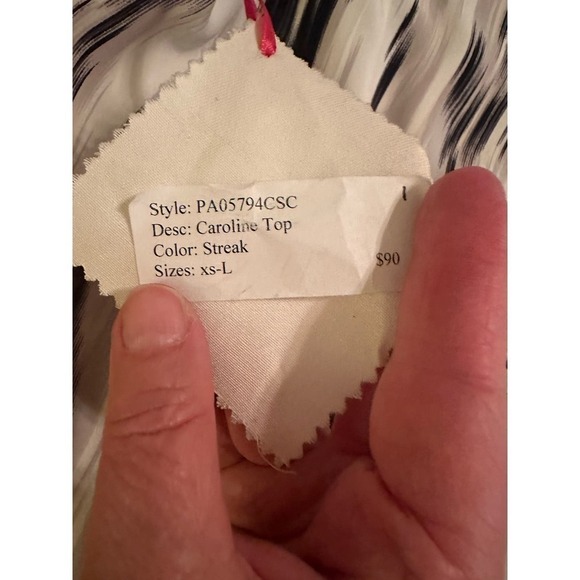 Style: PA05794CSC
Desc: Caroline Top
Color: Streak
Sizes: xs-L
$90